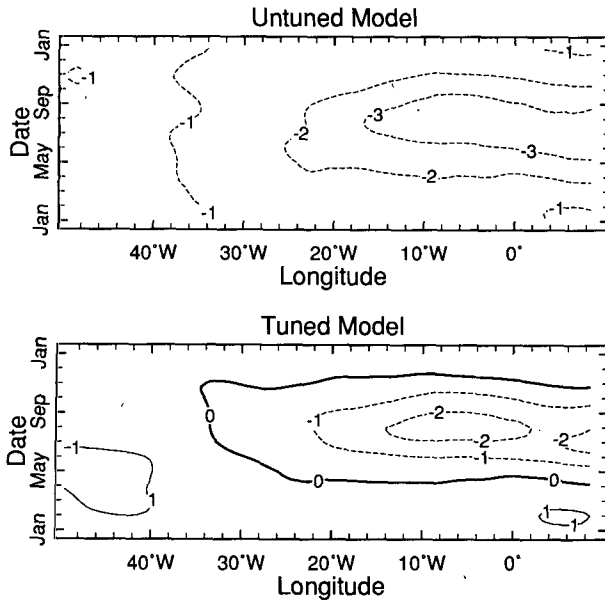 Untuned Model
Jan
Sep
May
Jan
Date
-1
-1
-1
-2
-3
-3
-2
-1
-1
40°W
30°W
20°W
10°W
0°
Longitude
Tuned Model
Jan
Sep
May
Jan
Date
0
-1
-2
-2
-2
-1
-1
1
0
0
1
1
40°W
30°W
20°W
10°W
0°
Longitude